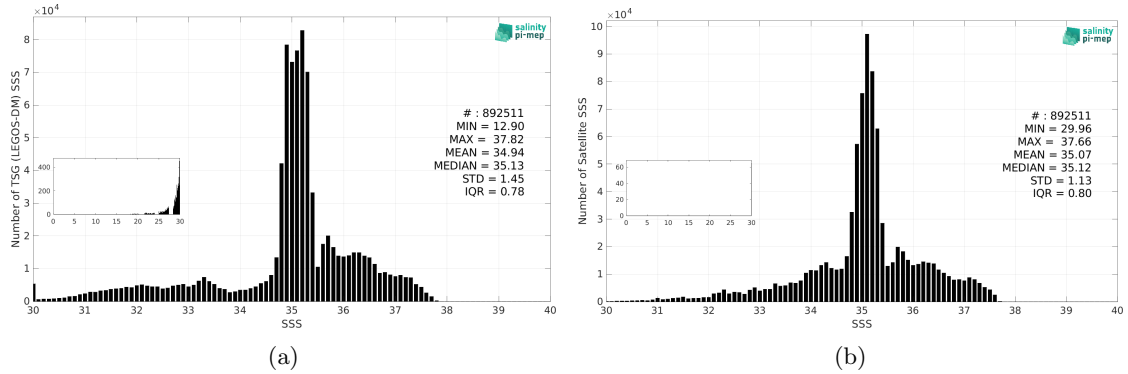 ×10⁴
8
7
6
5
4
3
2
1
0
Number of TSG (LEGOS-DM) SSS
salinity
pi-mep
# : 892511
MIN = 12.90
MAX = 37.82
MEAN = 34.94
MEDIAN = 35.13
STD = 1.45
IQR = 0.78
400
200
0
0 5 10 15 20 25 30
30 31 32 33 34 35 36 37 38 39 40
SSS
(a)
×10⁴
10
9
8
7
6
5
4
3
2
1
0
Number of Satellite SSS
salinity
pi-mep
# : 892511
MIN = 29.96
MAX = 37.66
MEAN = 35.07
MEDIAN = 35.12
STD = 1.13
IQR = 0.80
60
40
20
0
0 5 10 15 20 25 30
30 31 32 33 34 35 36 37 38 39 40
SSS
(b)